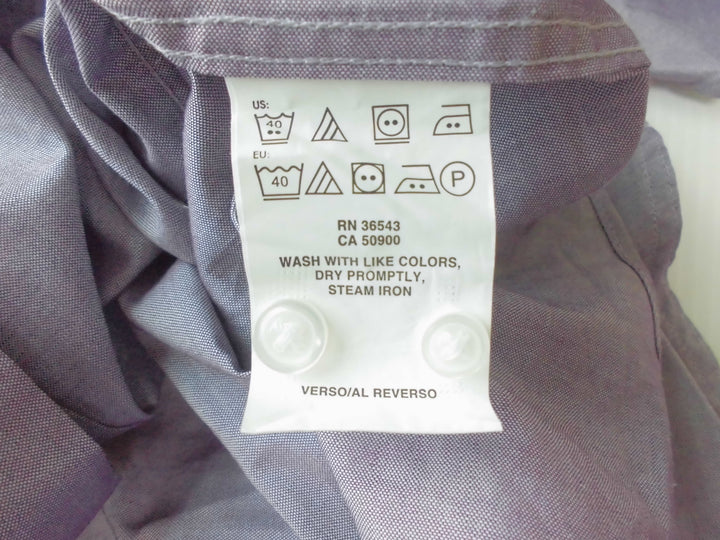 US:
40
EU:
40 P
RN 36543
CA 50900
WASH WITH LIKE COLORS,
DRY PROMPTLY,
STEAM IRON
VERSO/AL REVERSO